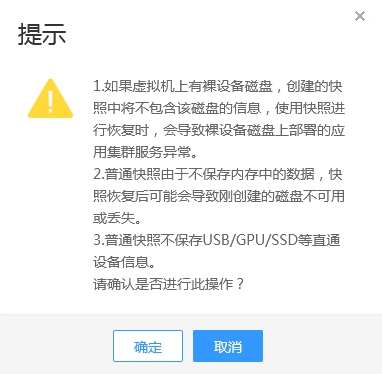 提示
1.如果虚拟机上有裸设备磁盘，创建的快
照中将不包含该磁盘的信息，使用快照进
行恢复时，会导致裸设备磁盘上部署的应
用集群服务异常。
2.普通快照由于不保存内存中的数据，快
照恢复后可能会导致刚创建的磁盘不可用
或丢失。
3.普通快照不保存USB/GPU/SSD等直通
设备信息。
请确认是否进行此操作？
确定
取消